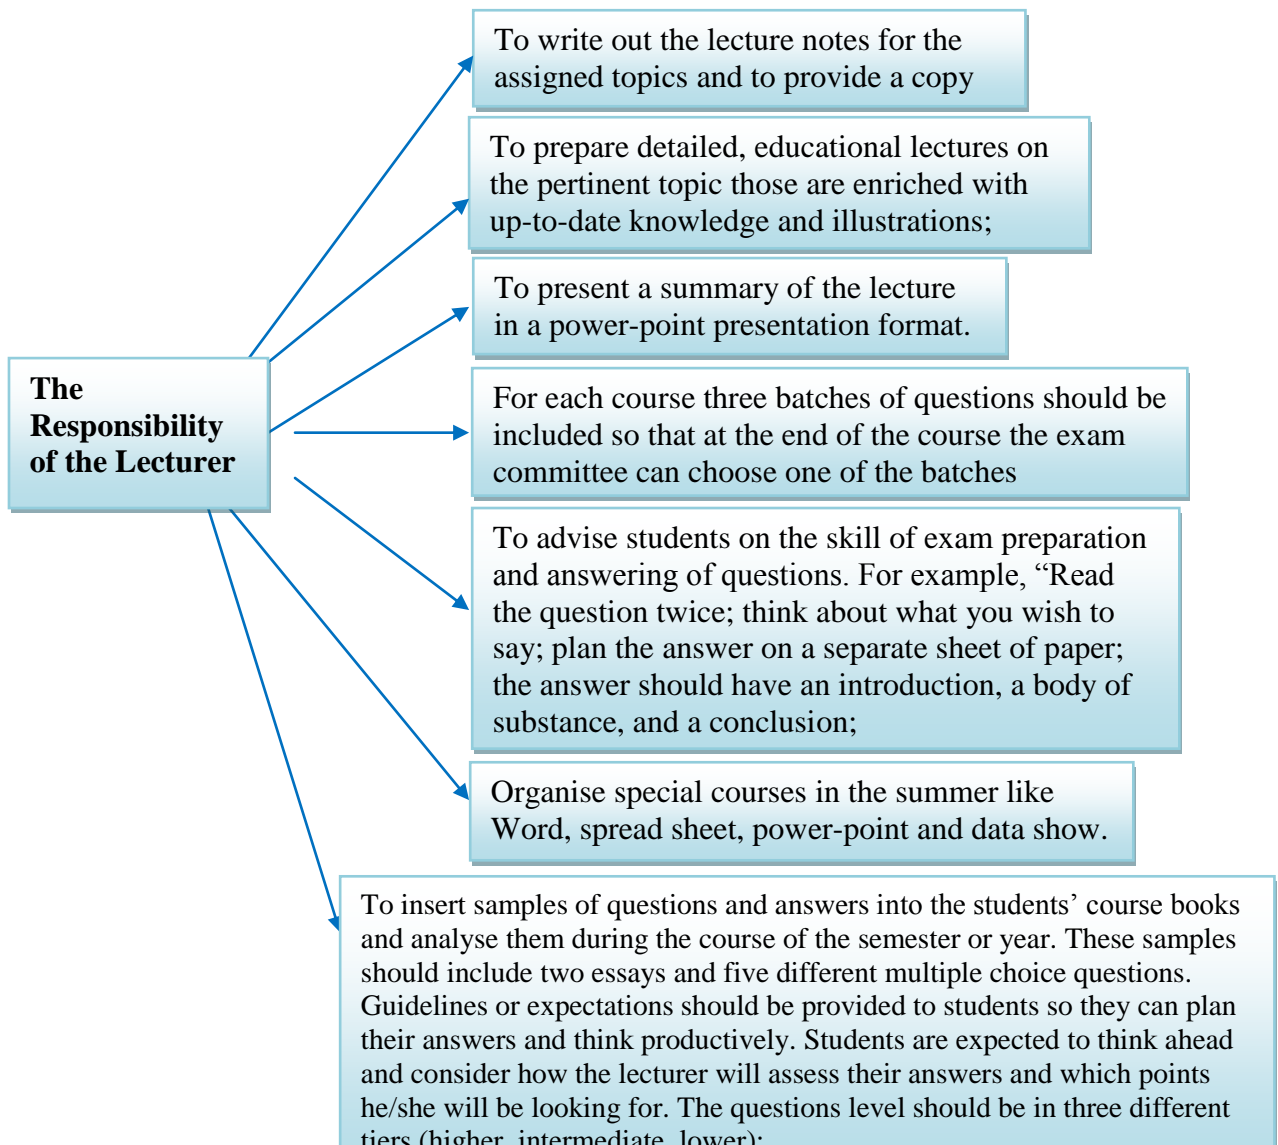 To write out the lecture notes for the
assigned topics and to provide a copy
To prepare detailed, educational lectures on
the pertinent topic those are enriched with
up-to-date knowledge and illustrations;
To present a summary of the lecture
in a power-point presentation format.
The
Responsibility
of the Lecturer
For each course three batches of questions should be
included so that at the end of the course the exam
committee can choose one of the batches
To advise students on the skill of exam preparation
and answering of questions. For example, “Read
the question twice; think about what you wish to
say; plan the answer on a separate sheet of paper;
the answer should have an introduction, a body of
substance, and a conclusion;
Organise special courses in the summer like
Word, spread sheet, power-point and data show.
To insert samples of questions and answers into the students’ course books
and analyse them during the course of the semester or year. These samples
should include two essays and five different multiple choice questions.
Guidelines or expectations should be provided to students so they can plan
their answers and think productively. Students are expected to think ahead
and consider how the lecturer will assess their answers and which points
he/she will be looking for. The questions level should be in three different
tiers (higher, intermediate, lower);